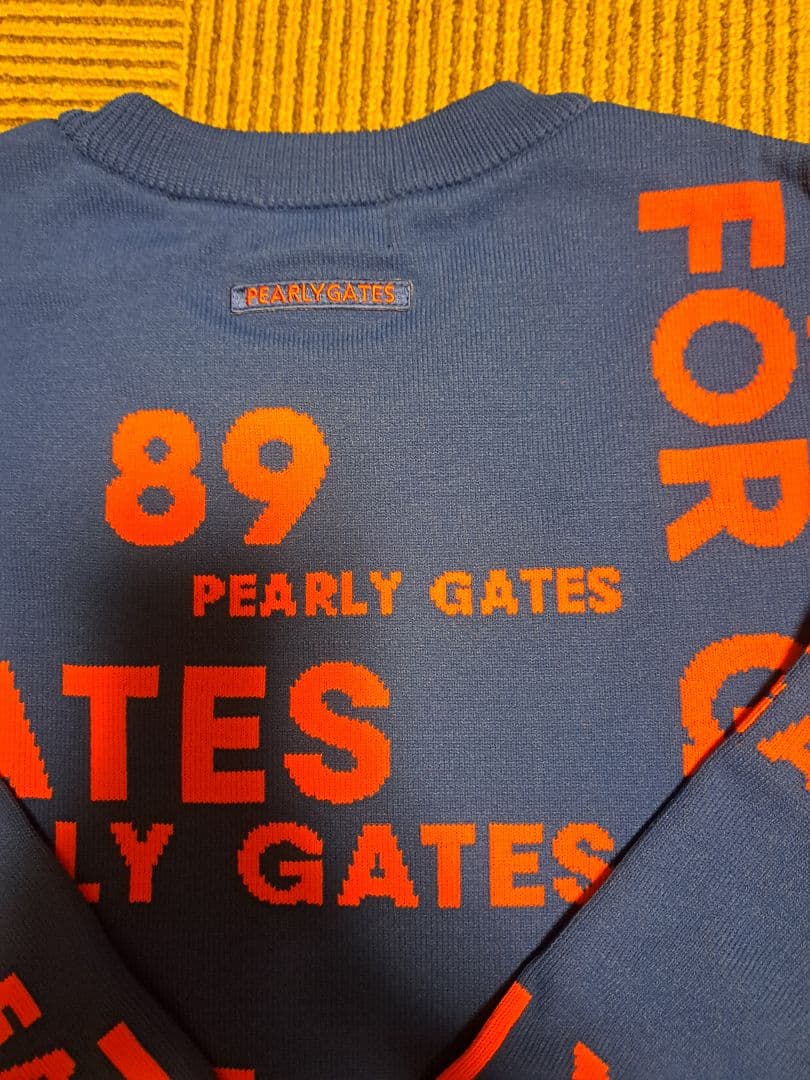 PEARLYGATES
89
PEARLY GATES
ATES
LY GATES
FOR G